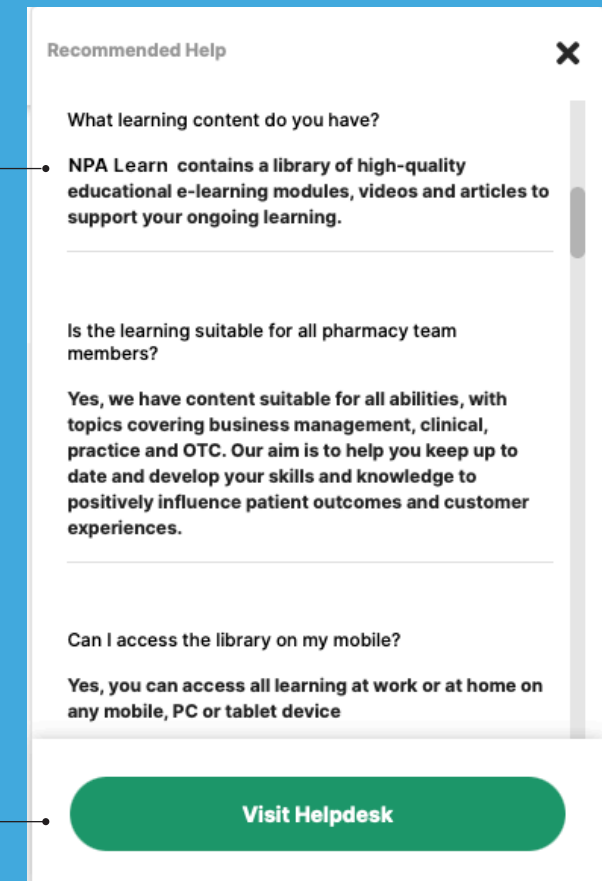 Recommended Help
What learning content do you have?
NPA Learn contains a library of high-quality
educational e-learning modules, videos and articles to
support your ongoing learning.
Is the learning suitable for all pharmacy team
members?
Yes, we have content suitable for all abilities, with
topics covering business management, clinical,
practice and OTC. Our aim is to help you keep up to
date and develop your skills and knowledge to
positively influence patient outcomes and customer
experiences.
Can I access the library on my mobile?
Yes, you can access all learning at work or at home on
any mobile, PC or tablet device
Visit Helpdesk